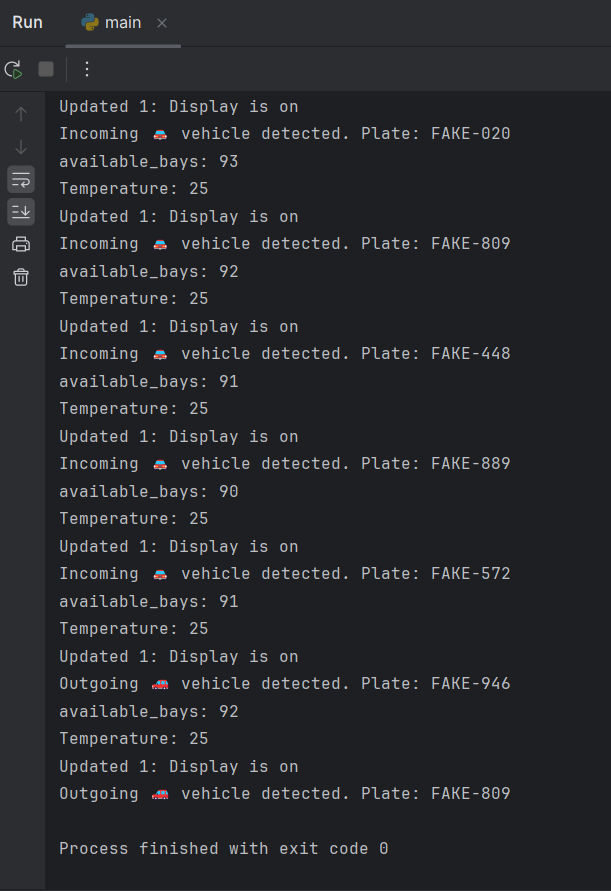 Run main
Updated 1: Display is on
Incoming 🚘 vehicle detected. Plate: FAKE-020
available_bays: 93
Temperature: 25
Updated 1: Display is on
Incoming 🚘 vehicle detected. Plate: FAKE-809
available_bays: 92
Temperature: 25
Updated 1: Display is on
Incoming 🚘 vehicle detected. Plate: FAKE-448
available_bays: 91
Temperature: 25
Updated 1: Display is on
Incoming 🚘 vehicle detected. Plate: FAKE-889
available_bays: 90
Temperature: 25
Updated 1: Display is on
Incoming 🚘 vehicle detected. Plate: FAKE-572
available_bays: 91
Temperature: 25
Updated 1: Display is on
Outgoing 🚗 vehicle detected. Plate: FAKE-946
available_bays: 92
Temperature: 25
Updated 1: Display is on
Outgoing 🚗 vehicle detected. Plate: FAKE-809
Process finished with exit code 0